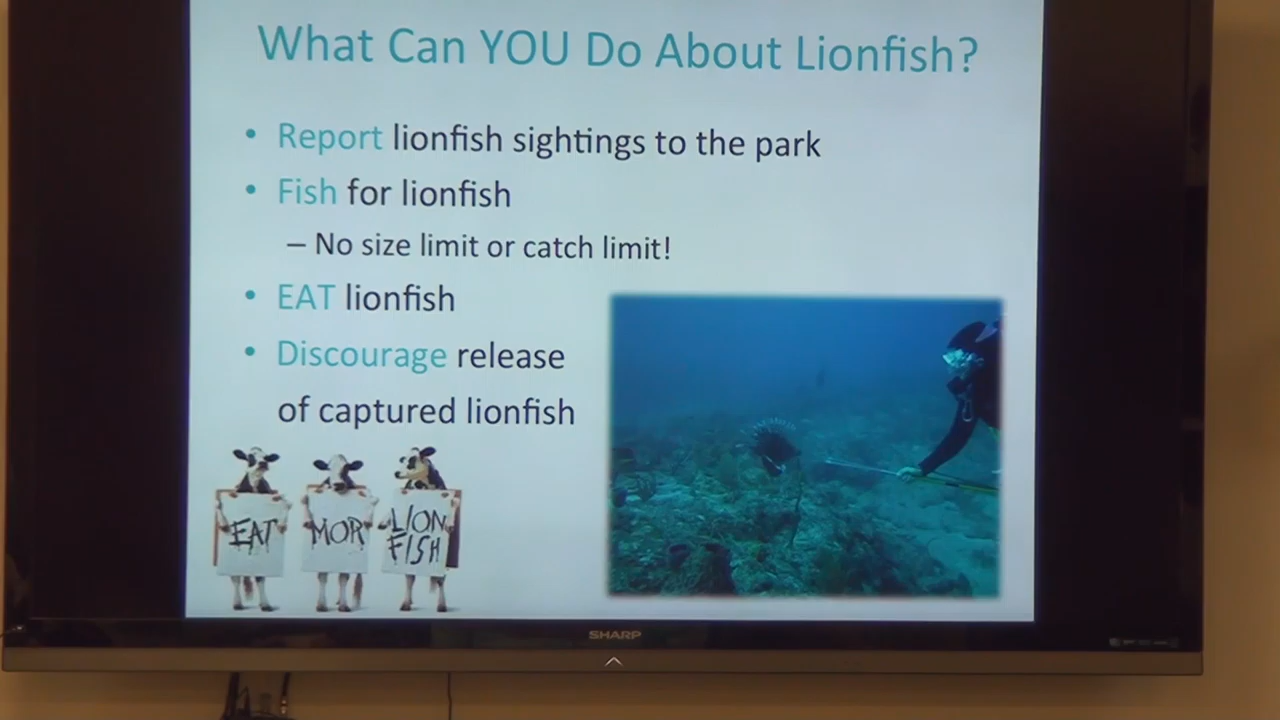 What Can YOU Do About Lionfish?
• Report lionfish sightings to the park
• Fish for lionfish
– No size limit or catch limit!
• EAT lionfish
• Discourage release
of captured lionfish
EAT
MOR
LION
FISH
SHARP